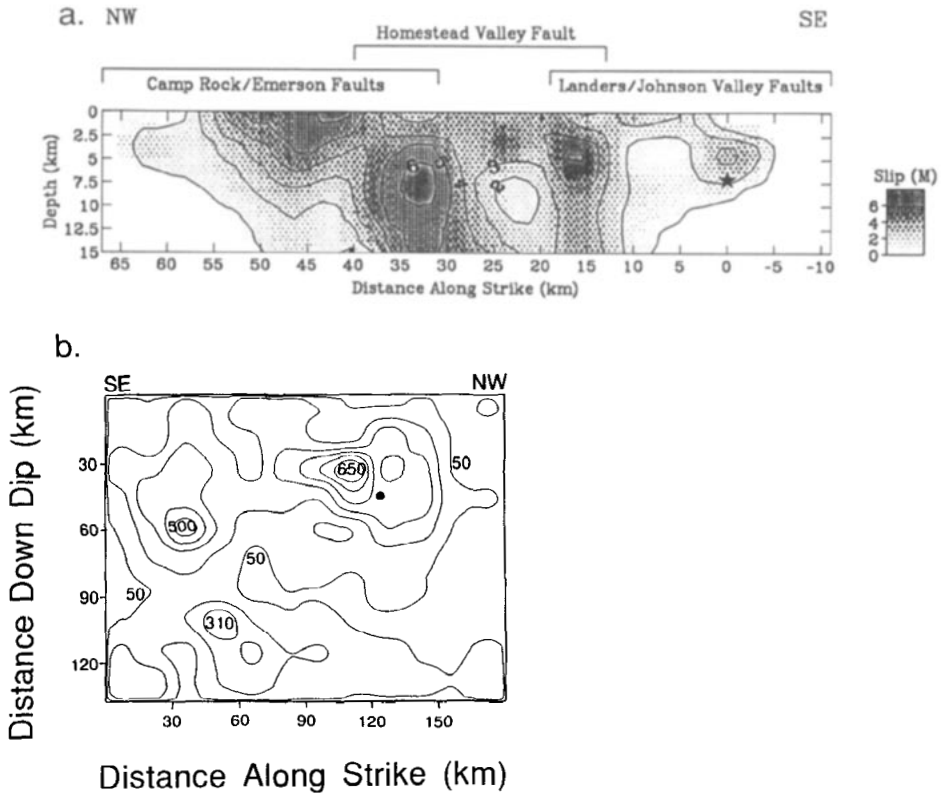 a. NW SE
Homestead Valley Fault
Camp Rock/Emerson Faults
Landers/Johnson Valley Faults
0
2.5
5
7.5
10
12.5
15
Depth (km)
65 60 55 50 45 40 35 30 25 20 15 10 5 0 -5 -10
Distance Along Strike (km)
Slip (M)
6
4
2
0
b.
SE NW
30
60
90
120
Distance Down Dip (km)
650
50
500
50
50
310
30 60 90 120 150
Distance Along Strike (km)